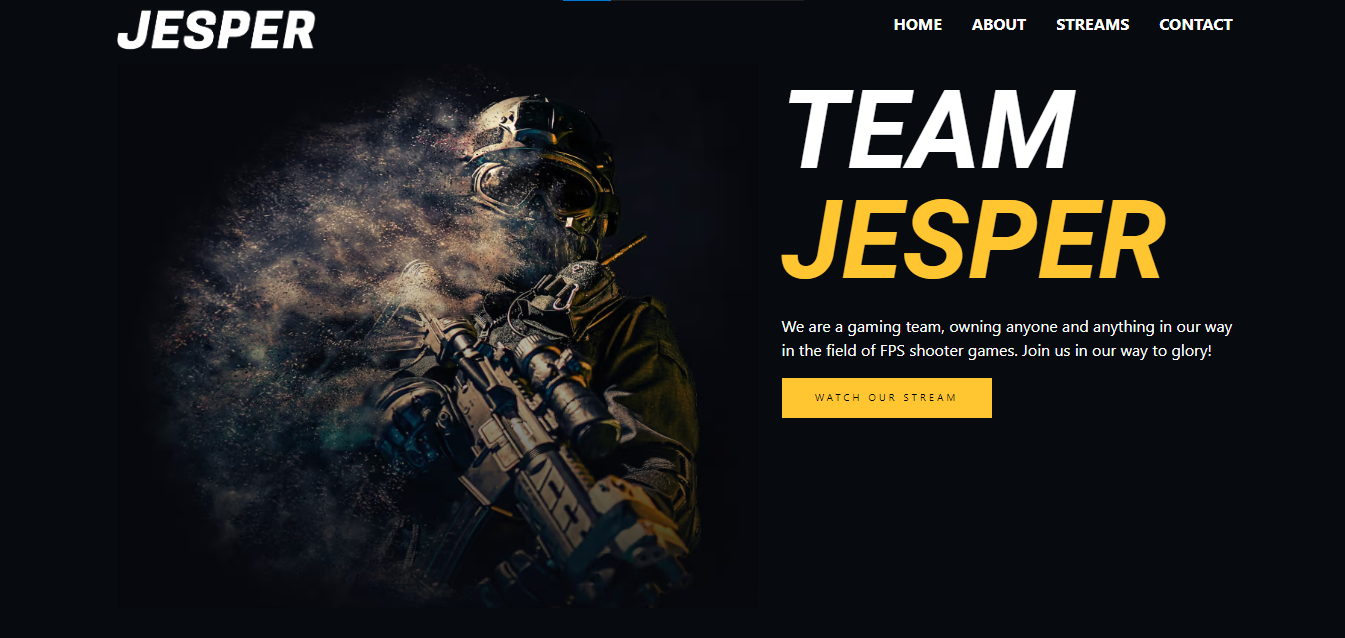 JESPER
HOME ABOUT STREAMS CONTACT
TEAM
JESPER
We are a gaming team, owning anyone and anything in our way
in the field of FPS shooter games. Join us in our way to glory!
WATCH OUR STREAM